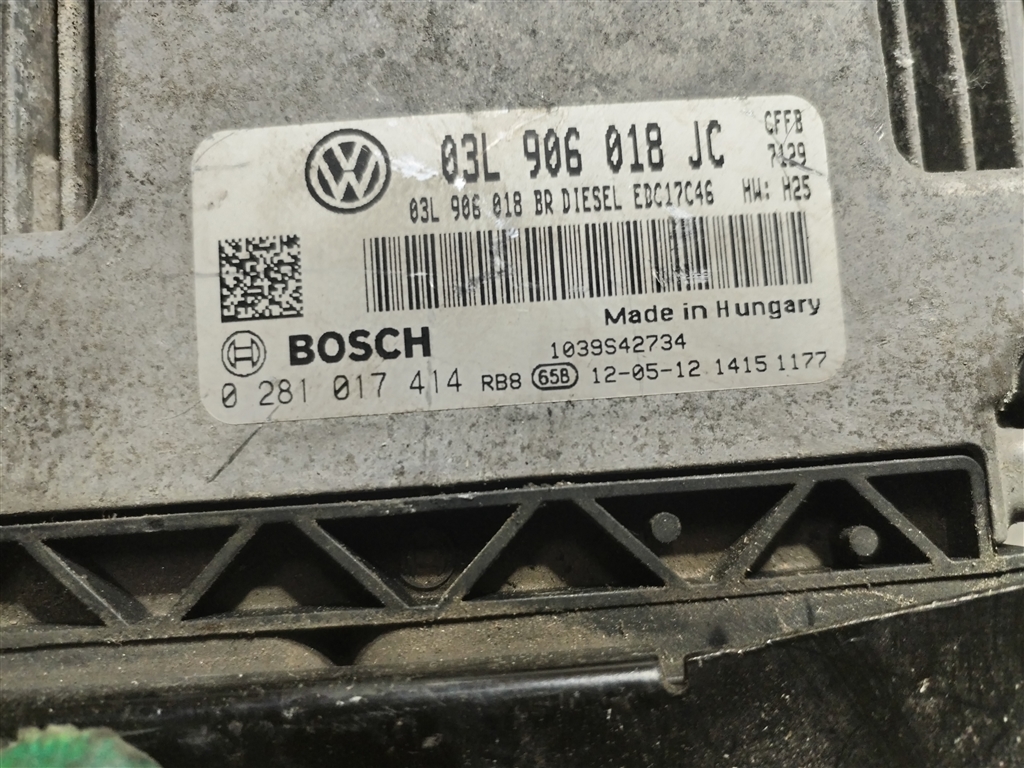 03L 906 018 JC CFFB
7429
03L 906 018 BR DIESEL EDC17C46 HW: H25
Made in Hungary
BOSCH
1039S42734
0 281 017 414 RB8 65B 12-05-12 1415 1177